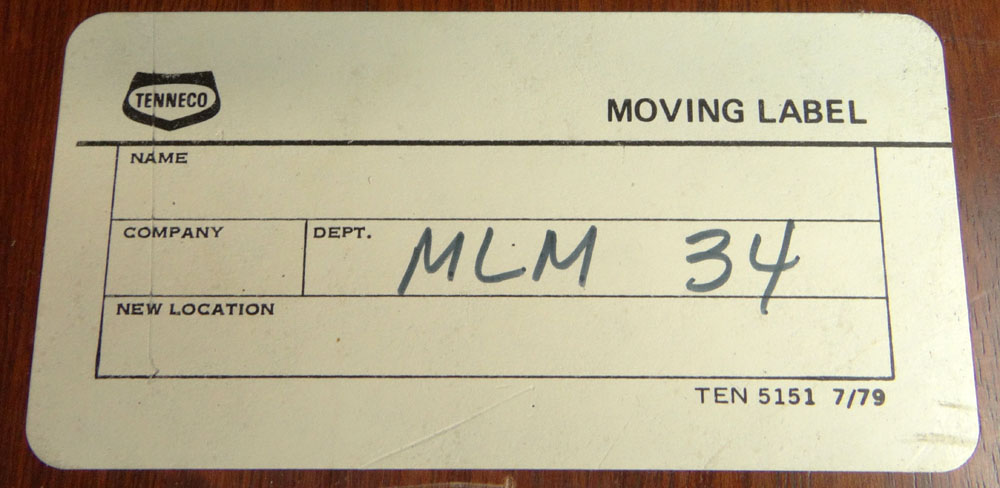 TENNECO
MOVING LABEL
NAME
COMPANY
DEPT. MLM 34
NEW LOCATION
TEN 5151 7/79